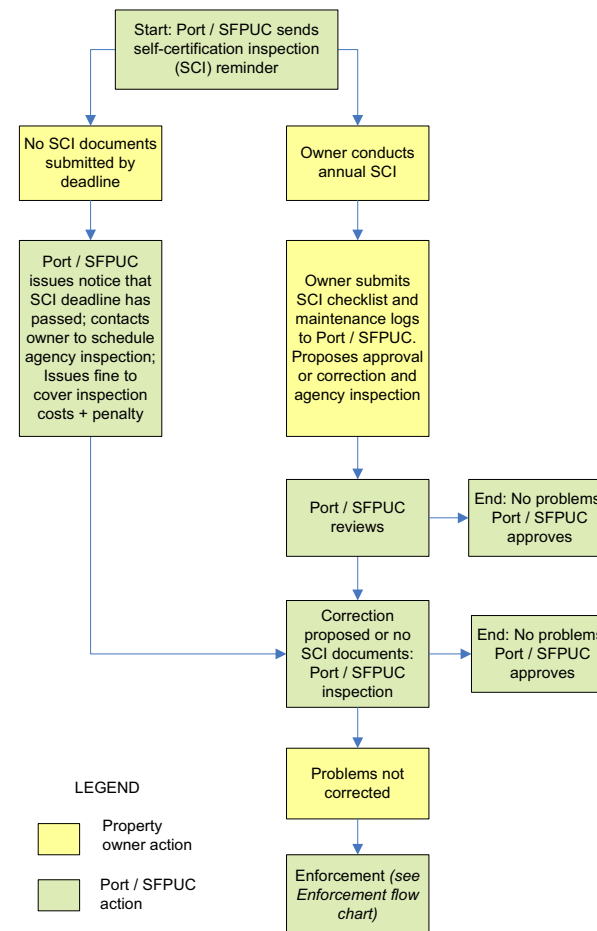 Start: Port / SFPUC sends
self-certification inspection
(SCI) reminder
No SCI documents
submitted by
deadline
Owner conducts
annual SCI
Port / SFPUC
issues notice that
SCI deadline has
passed; contacts
owner to schedule
agency inspection;
Issues fine to
cover inspection
costs + penalty
Owner submits
SCI checklist and
maintenance logs
to Port / SFPUC.
Proposes approval
or correction and
agency inspection
Port / SFPUC
reviews
End: No problems
Port / SFPUC
approves
Correction
proposed or no
SCI documents:
Port / SFPUC
inspection
End: No problems
Port / SFPUC
approves
Problems not
corrected
Enforcement (see
Enforcement flow
chart)
LEGEND
Property
owner action
Port / SFPUC
action